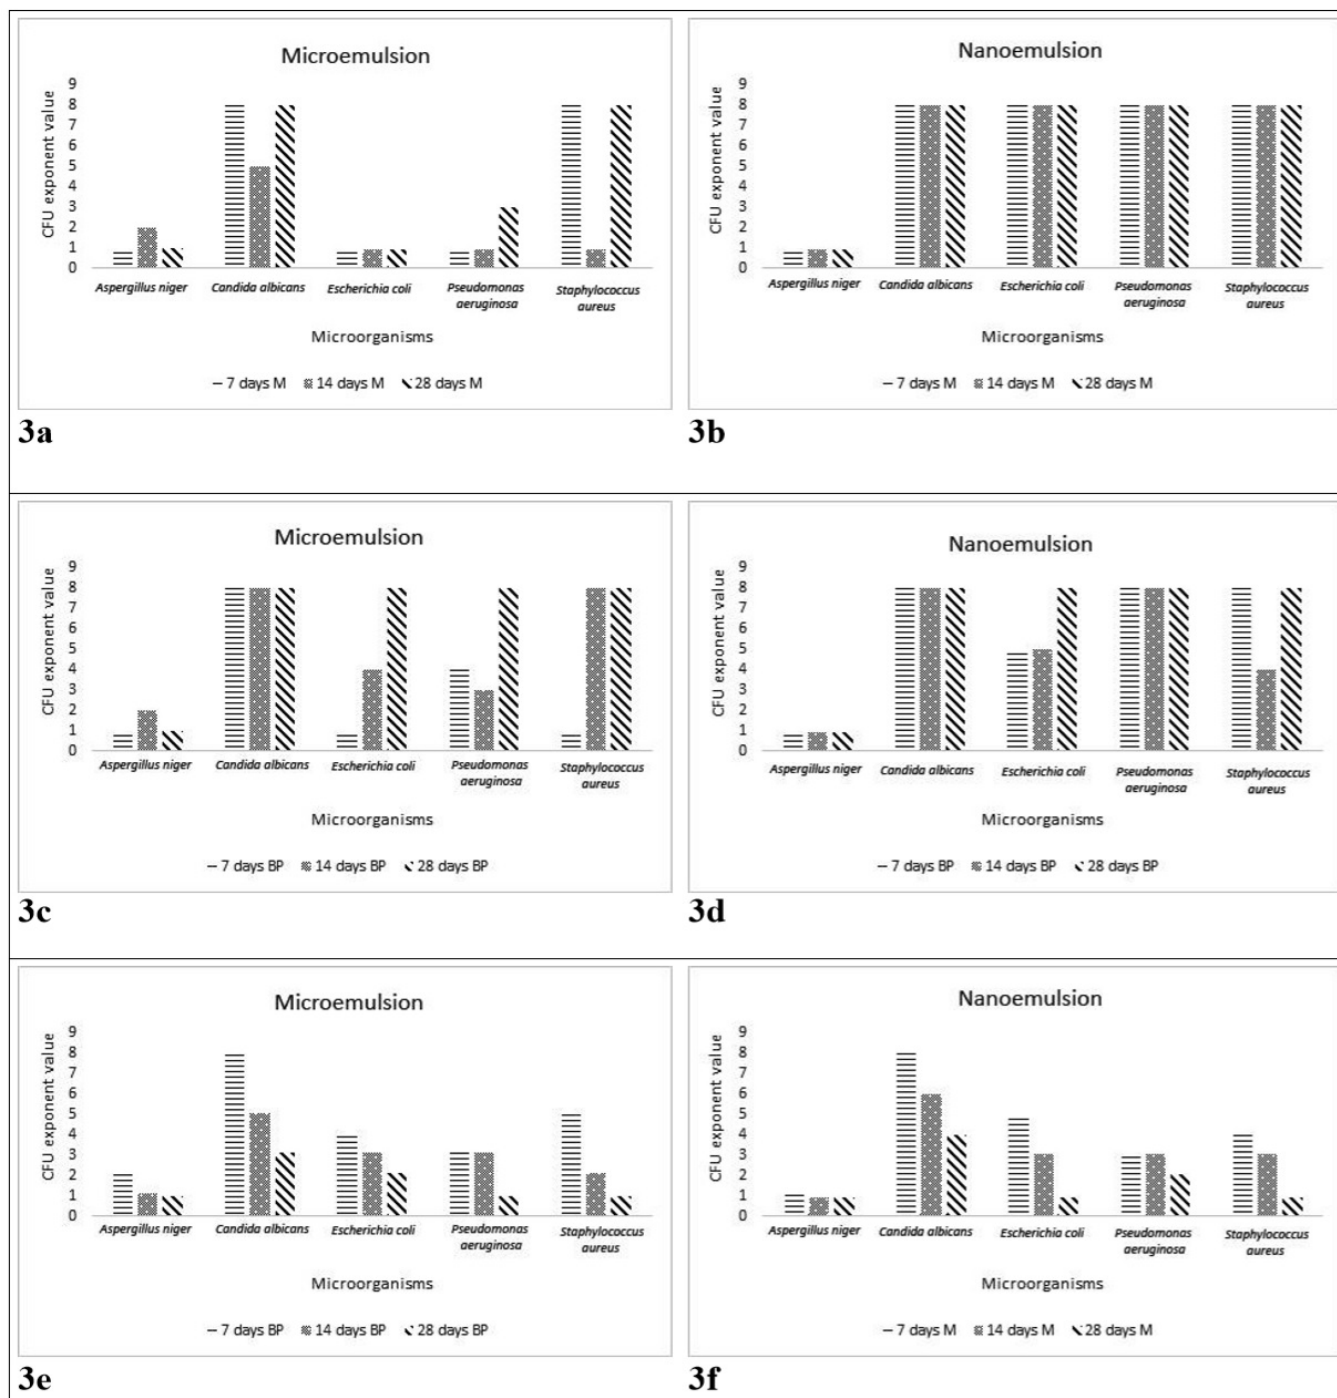 Microemulsion
CFU exponent value
9
8
7
6
5
4
3
2
1
0
Aspergillus niger Candida albicans Escherichia coli Pseudomonas aeruginosa Staphylococcus aureus
Microorganisms
7 days M 14 days M 28 days M
3a
Nanoemulsion
CFU exponent value
9
8
7
6
5
4
3
2
1
0
Aspergillus niger Candida albicans Escherichia coli Pseudomonas aeruginosa Staphylococcus aureus
Microorganisms
7 days M 14 days M 28 days M
3b
Microemulsion
CFU exponent value
9
8
7
6
5
4
3
2
1
0
Aspergillus niger Candida albicans Escherichia coli Pseudomonas aeruginosa Staphylococcus aureus
Microorganisms
7 days BP 14 days BP 28 days BP
3c
Nanoemulsion
CFU exponent value
9
8
7
6
5
4
3
2
1
0
Aspergillus niger Candida albicans Escherichia coli Pseudomonas aeruginosa Staphylococcus aureus
Microorganisms
7 days BP 14 days BP 28 days BP
3d
Microemulsion
CFU exponent value
9
8
7
6
5
4
3
2
1
0
Aspergillus niger Candida albicans Escherichia coli Pseudomonas aeruginosa Staphylococcus aureus
Microorganisms
7 days BP 14 days BP 28 days BP
3e
Nanoemulsion
CFU exponent value
9
8
7
6
5
4
3
2
1
0
Aspergillus niger Candida albicans Escherichia coli Pseudomonas aeruginosa Staphylococcus aureus
Microorganisms
7 days M 14 days M 28 days M
3f